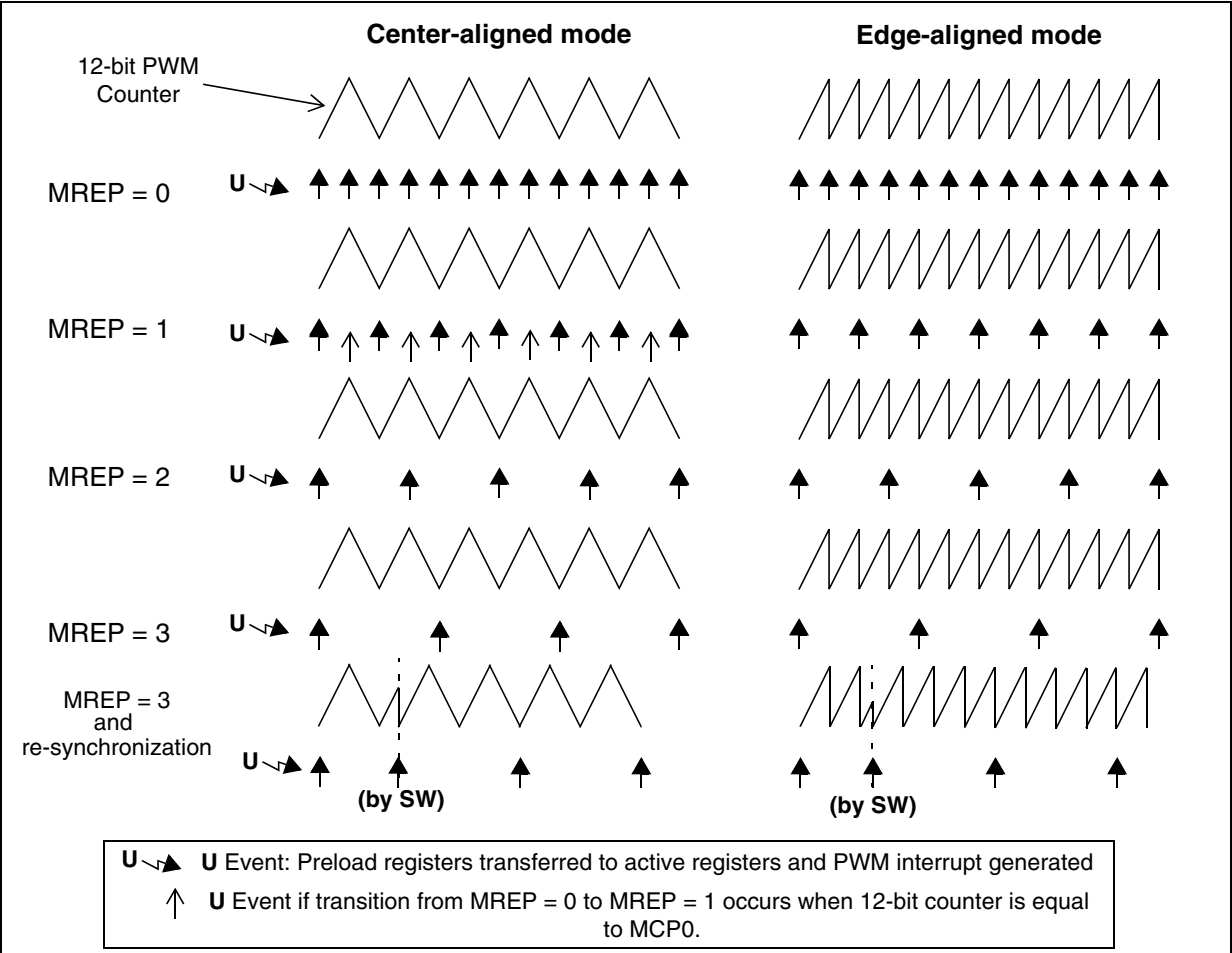 Center-aligned mode
Edge-aligned mode
12-bit PWM
Counter
MREP = 0
U
MREP = 1
U
MREP = 2
U
MREP = 3
U
MREP = 3
and
re-synchronization
U
(by SW)
(by SW)
U U Event: Preload registers transferred to active registers and PWM interrupt generated
U Event if transition from MREP = 0 to MREP = 1 occurs when 12-bit counter is equal
to MCP0.